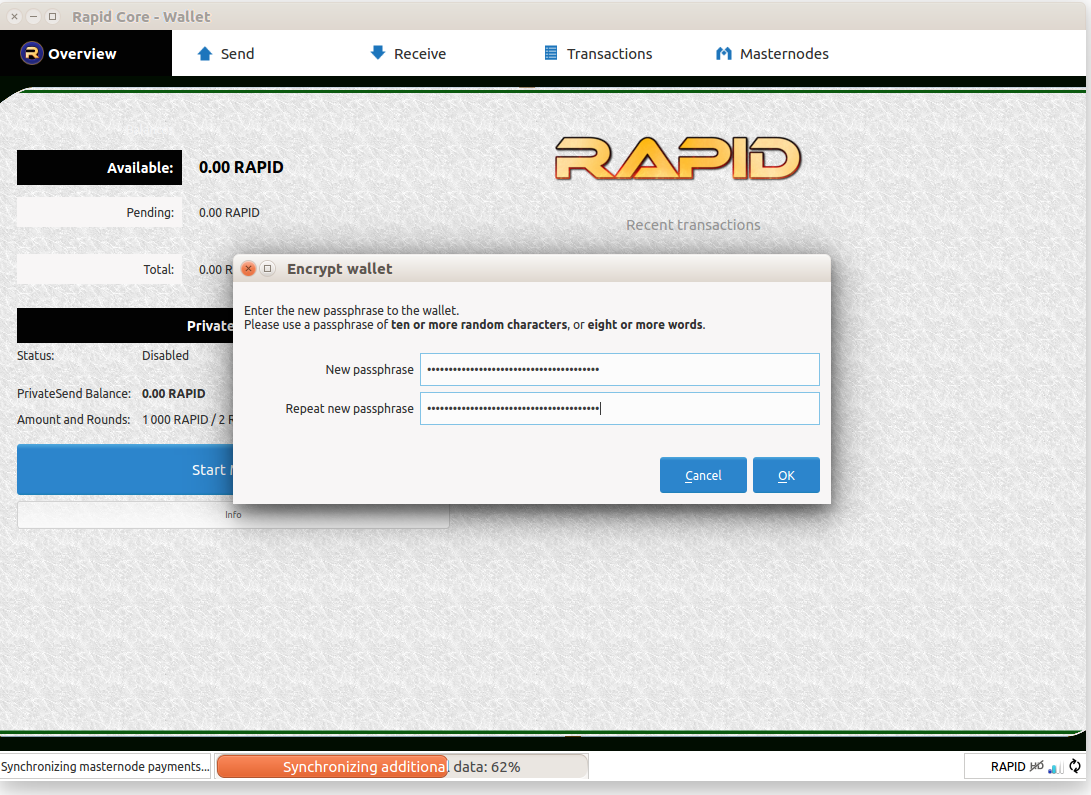 Rapid Core - Wallet
Overview
Send
Receive
Transactions
Masternodes
RAPID
Available: 0.00 RAPID
Pending: 0.00 RAPID
Recent transactions
Total: 0.00 R
Encrypt wallet
Enter the new passphrase to the wallet.
Please use a passphrase of ten or more random characters, or eight or more words.
New passphrase
Repeat new passphrase
Cancel
OK
Private
Status: Disabled
PrivateSend Balance: 0.00 RAPID
Amount and Rounds: 1 000 RAPID / 2 R
Start
Info
Synchronizing masternode payments...
Synchronizing additional data: 62%
RAPID HD